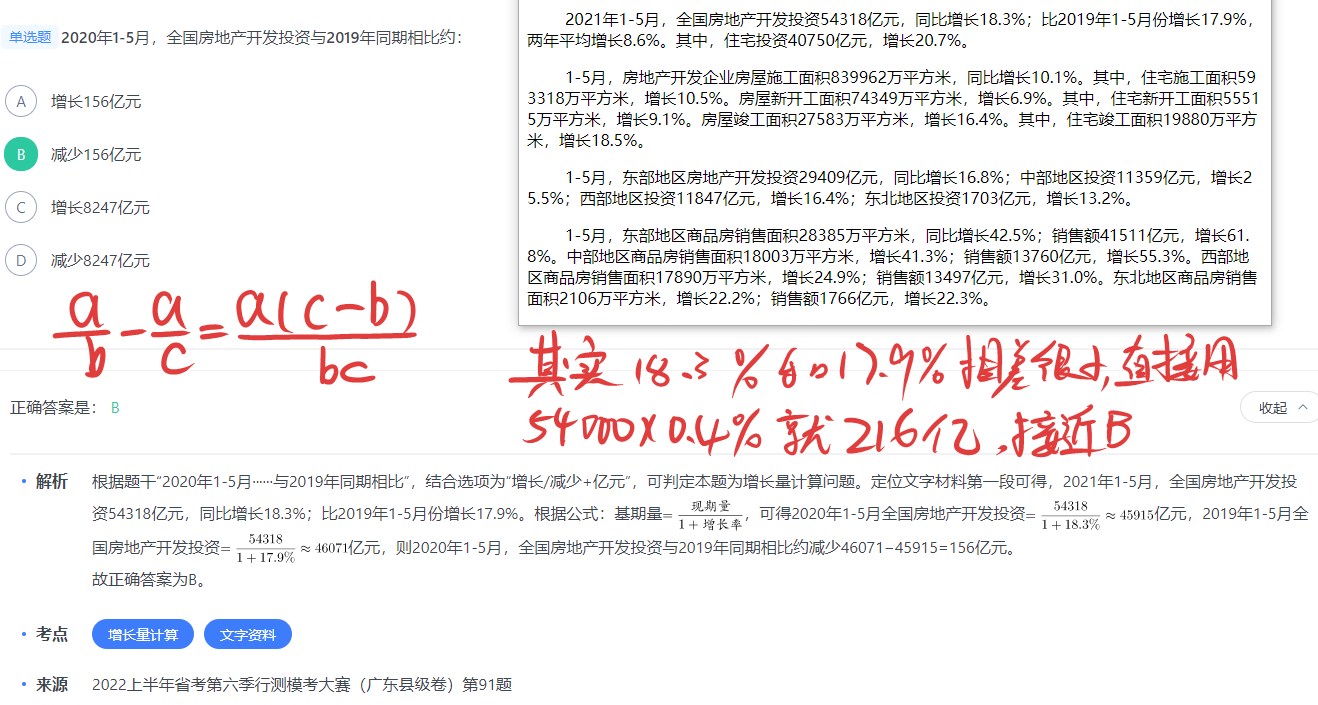 单选题 2020年1-5月，全国房地产开发投资与2019年同期相比约：
A 增长156亿元
B 减少156亿元
C 增长8247亿元
D 减少8247亿元
2021年1-5月，全国房地产开发投资54318亿元，同比增长18.3%；比2019年1-5月份增长17.9%，
两年平均增长8.6%。其中，住宅投资40750亿元，增长20.7%。
1-5月，房地产开发企业房屋施工面积839962万平方米，同比增长10.1%。其中，住宅施工面积59
3318万平方米，增长10.5%。房屋新开工面积74349万平方米，增长6.9%。其中，住宅新开工面积5551
5万平方米，增长9.1%。房屋竣工面积27583万平方米，增长16.4%。其中，住宅竣工面积19880万平方
米，增长18.5%。
1-5月，东部地区房地产开发投资29409亿元，同比增长16.8%；中部地区投资11359亿元，增长2
5.5%；西部地区投资11847亿元，增长16.4%；东北地区投资1703亿元，增长13.2%。
1-5月，东部地区商品房销售面积28385万平方米，同比增长42.5%；销售额41511亿元，增长61.
8%。中部地区商品房销售面积18003万平方米，增长41.3%；销售额13760亿元，增长55.3%。西部地
区商品房销售面积17890万平方米，增长24.9%；销售额13497亿元，增长31.0%。东北地区商品房销售
面积2106万平方米，增长22.2%；销售额1766亿元，增长22.3%。
a/b - a/c = a(c-b)/bc
其实18.3%和17.9%相差很小,直接用
54000×0.4%就216亿,接近B
正确答案是： B
收起
解析 根据题干“2020年1-5月……与2019年同期相比”，结合选项为“增长/减少+亿元”，可判定本题为增长量计算问题。定位文字材料第一段可得，2021年1-5月，全国房地产开发投
资54318亿元，同比增长18.3%；比2019年1-5月份增长17.9%。根据公式：基期量=现期量/1+增长率，可得2020年1-5月全国房地产开发投资=54318/1+18.3%≈45915亿元，2019年1-5月全
国房地产开发投资=54318/1+17.9%≈46071亿元，则2020年1-5月，全国房地产开发投资与2019年同期相比约减少46071−45915=156亿元。
故正确答案为B。
考点 增长量计算 文字资料
来源 2022上半年省考第六季行测模考大赛（广东县级卷）第91题